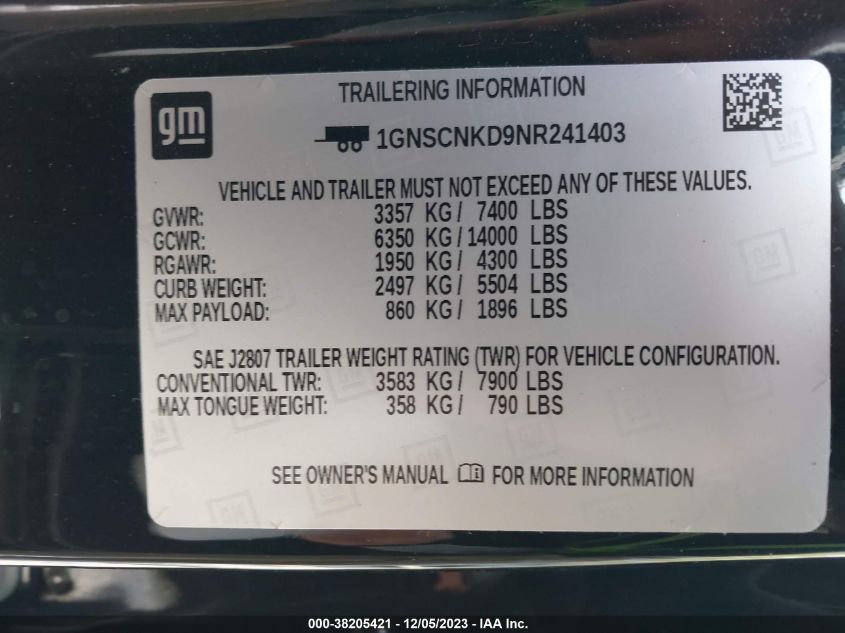 TRAILERING INFORMATION
gm
1GNSCNKD9NR241403
VEHICLE AND TRAILER MUST NOT EXCEED ANY OF THESE VALUES.
GVWR: 3357 KG/ 7400 LBS
GCWR: 6350 KG/14000 LBS
RGAWR: 1950 KG/ 4300 LBS
CURB WEIGHT: 2497 KG/ 5504 LBS
MAX PAYLOAD: 860 KG/ 1896 LBS
SAE J2807 TRAILER WEIGHT RATING (TWR) FOR VEHICLE CONFIGURATION.
CONVENTIONAL TWR: 3583 KG/ 7900 LBS
MAX TONGUE WEIGHT: 358 KG/ 790 LBS
SEE OWNER'S MANUAL FOR MORE INFORMATION
GM
GM
GM
GM
000-38205421 - 12/05/2023 - IAA Inc.